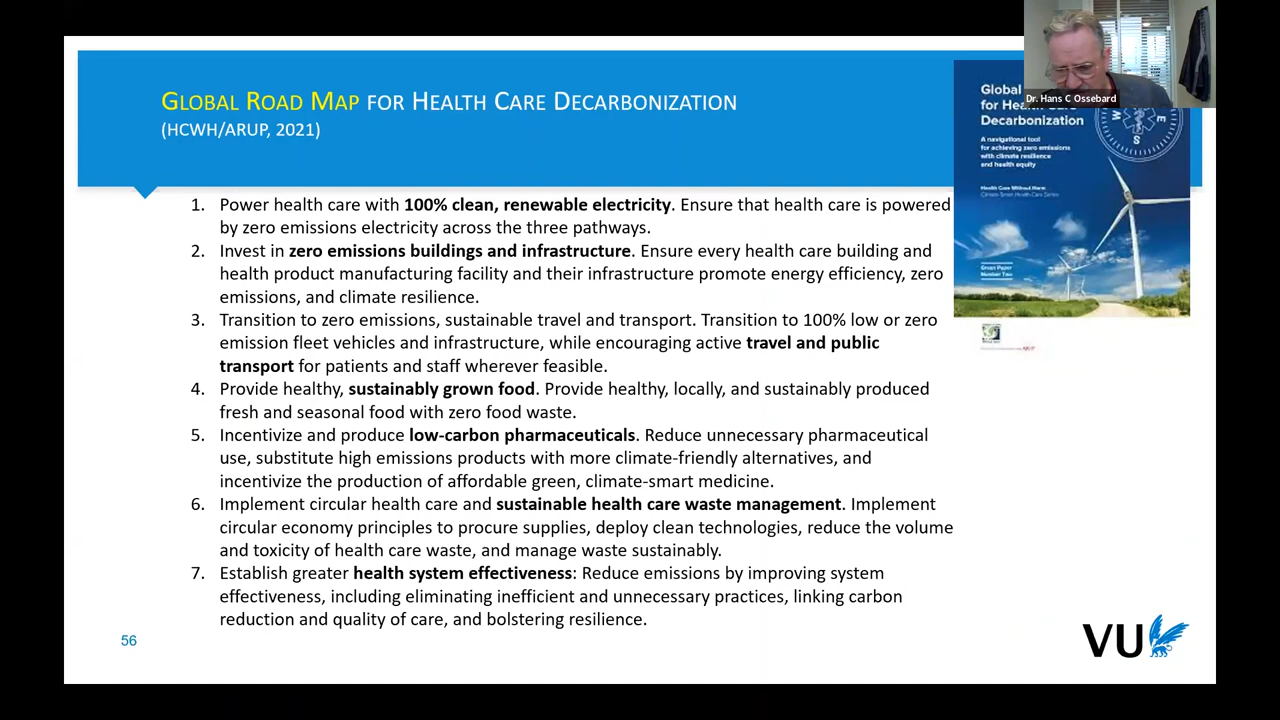 GLOBAL ROAD MAP FOR HEALTH CARE DECARBONIZATION
(HCWH/ARUP, 2021)
Dr. Hans C Ossebard
Global
for Hea
Decarbonization
A navigational tool
for achieving zero emissions
with climate resilience
and health equity
Health Care Without Harm
Climate-Smart Health Care Series
Green Paper
Number Two
W
E
S
1. Power healthcare with 100% clean, renewable electricity. Ensure that health care is powered
by zero emissions electricity across the three pathways.
2. Invest in zero emissions buildings and infrastructure. Ensure every health care building and
health product manufacturing facility and their infrastructure promote energy efficiency, zero
emissions, and climate resilience.
3. Transition to zero emissions, sustainable travel and transport. Transition to 100% low or zero
emission fleet vehicles and infrastructure, while encouraging active travel and public
transport for patients and staff wherever feasible.
4. Provide healthy, sustainably grown food. Provide healthy, locally, and sustainably produced
fresh and seasonal food with zero food waste.
5. Incentivize and produce low-carbon pharmaceuticals. Reduce unnecessary pharmaceutical
use, substitute high emissions products with more climate-friendly alternatives, and
incentivize the production of affordable green, climate-smart medicine.
6. Implement circular health care and sustainable health care waste management. Implement
circular economy principles to procure supplies, deploy clean technologies, reduce the volume
and toxicity of health care waste, and manage waste sustainably.
7. Establish greater health system effectiveness: Reduce emissions by improving system
effectiveness, including eliminating inefficient and unnecessary practices, linking carbon
reduction and quality of care, and bolstering resilience.
56
VU